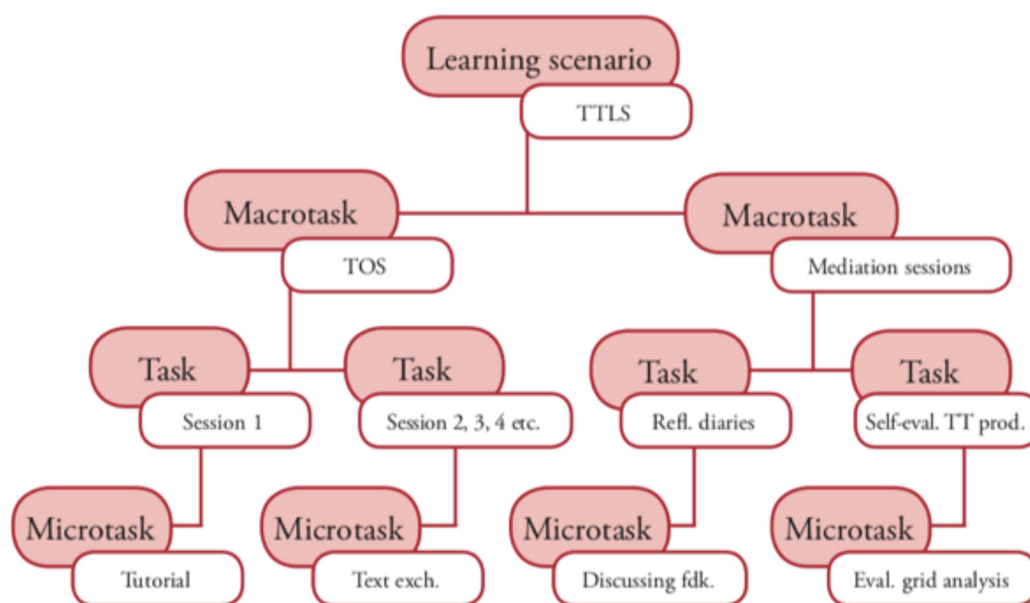 Learning scenario
TTLS
Macrotask
Macrotask
TOS
Mediation sessions
Task
Task
Task
Task
Session 1
Session 2, 3, 4 etc.
Refl. diaries
Self-eval. TT prod.
Microtask
Microtask
Microtask
Microtask
Tutorial
Text exch.
Discussing fdk.
Eval. grid analysis